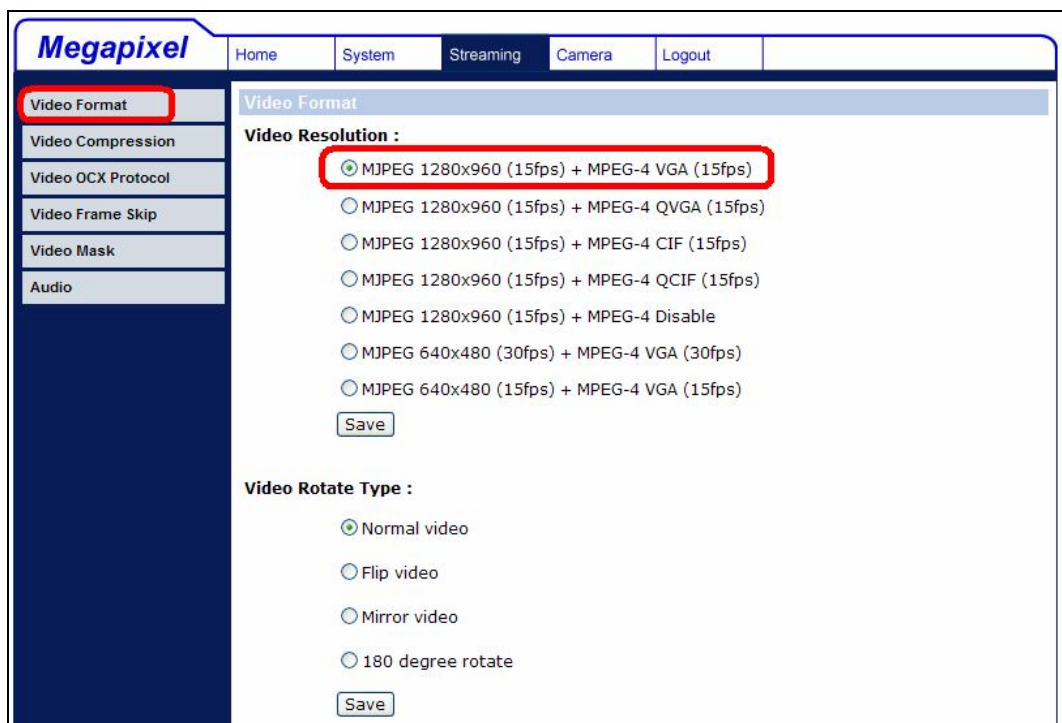 Megapixel
Home System Streaming Camera Logout
Video Format
Video Compression
Video OCX Protocol
Video Frame Skip
Video Mask
Audio
Video Format
Video Resolution :
MJPEG 1280x960 (15fps) + MPEG-4 VGA (15fps)
MJPEG 1280x960 (15fps) + MPEG-4 QVGA (15fps)
MJPEG 1280x960 (15fps) + MPEG-4 CIF (15fps)
MJPEG 1280x960 (15fps) + MPEG-4 QCIF (15fps)
MJPEG 1280x960 (15fps) + MPEG-4 Disable
MJPEG 640x480 (30fps) + MPEG-4 VGA (30fps)
MJPEG 640x480 (15fps) + MPEG-4 VGA (15fps)
Save
Video Rotate Type :
Normal video
Flip video
Mirror video
180 degree rotate
Save